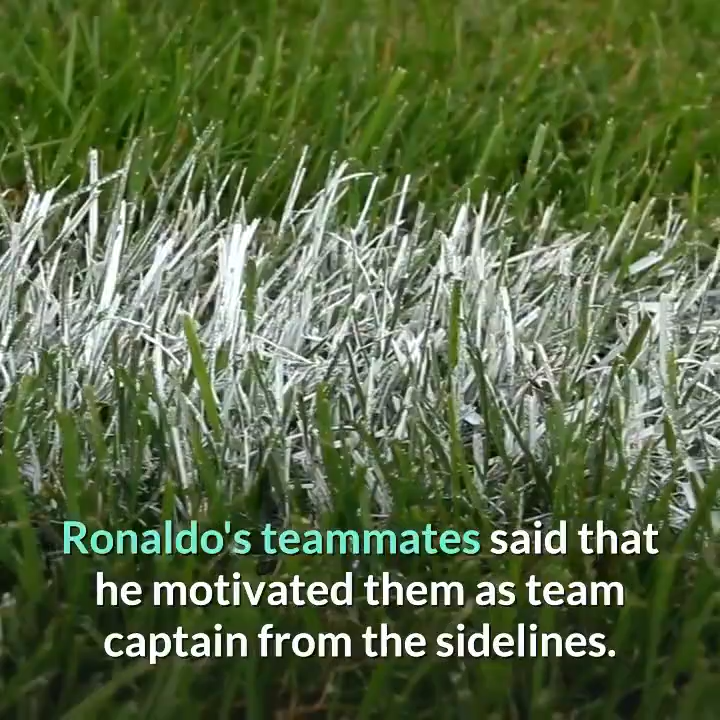 Ronaldo's teammates said that
he motivated them as team
captain from the sidelines.